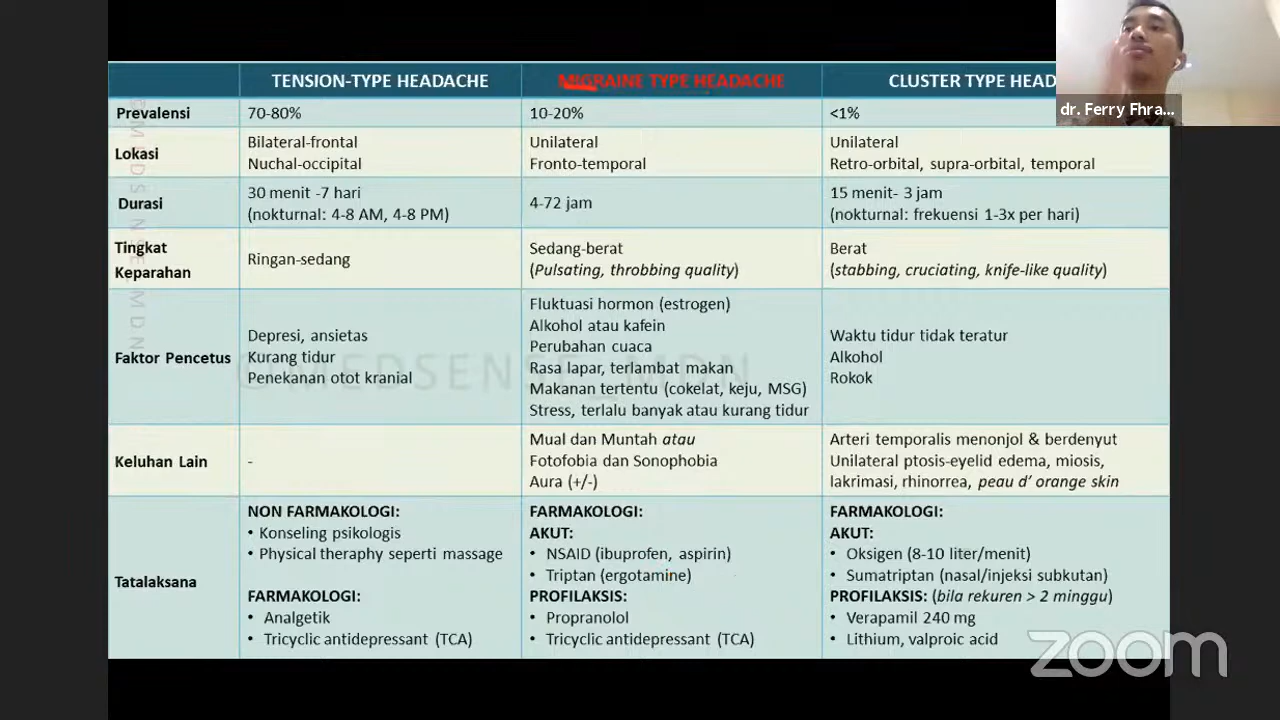 TENSION-TYPE HEADACHE
MIGRAINE TYPE HEADACHE
CLUSTER TYPE HEAD
dr. Ferry Fhra...
Prevalensi
70-80%
10-20%
<1%
Lokasi
Bilateral-frontal
Nuchal-occipital
Unilateral
Fronto-temporal
Unilateral
Retro-orbital, supra-orbital, temporal
Durasi
30 menit -7 hari
(nokturnal: 4-8 AM, 4-8 PM)
4-72 jam
15 menit- 3 jam
(nokturnal: frekuensi 1-3x per hari)
Tingkat
Keparahan
Ringan-sedang
Sedang-berat
(Pulsating, throbbing quality)
Berat
(stabbing, cruciating, knife-like quality)
Faktor Pencetus
Depresi, ansietas
Kurang tidur
Penekanan otot kranial
Fluktuasi hormon (estrogen)
Alkohol atau kafein
Perubahan cuaca
Rasa lapar, terlambat makan
Makanan tertentu (cokelat, keju, MSG)
Stress, terlalu banyak atau kurang tidur
Waktu tidur tidak teratur
Alkohol
Rokok
@MEDSENSE_MDN
Keluhan Lain
-
Mual dan Muntah atau
Fotofobia dan Sonophobia
Aura (+/-)
Arteri temporalis menonjol & berdenyut
Unilateral ptosis-eyelid edema, miosis,
lakrimasi, rhinorrea, peau d' orange skin
Tatalaksana
NON FARMAKOLOGI:
• Konseling psikologis
• Physical theraphy seperti massage
FARMAKOLOGI:
• Analgetik
• Tricyclic antidepressant (TCA)
FARMAKOLOGI:
AKUT:
• NSAID (ibuprofen, aspirin)
• Triptan (ergotamine)
PROFILAKSIS:
• Propranolol
• Tricyclic antidepressant (TCA)
FARMAKOLOGI:
AKUT:
• Oksigen (8-10 liter/menit)
• Sumatriptan (nasal/injeksi subkutan)
PROFILAKSIS: (bila rekuren > 2 minggu)
• Verapamil 240 mg
• Lithium, valproic acid
zoom